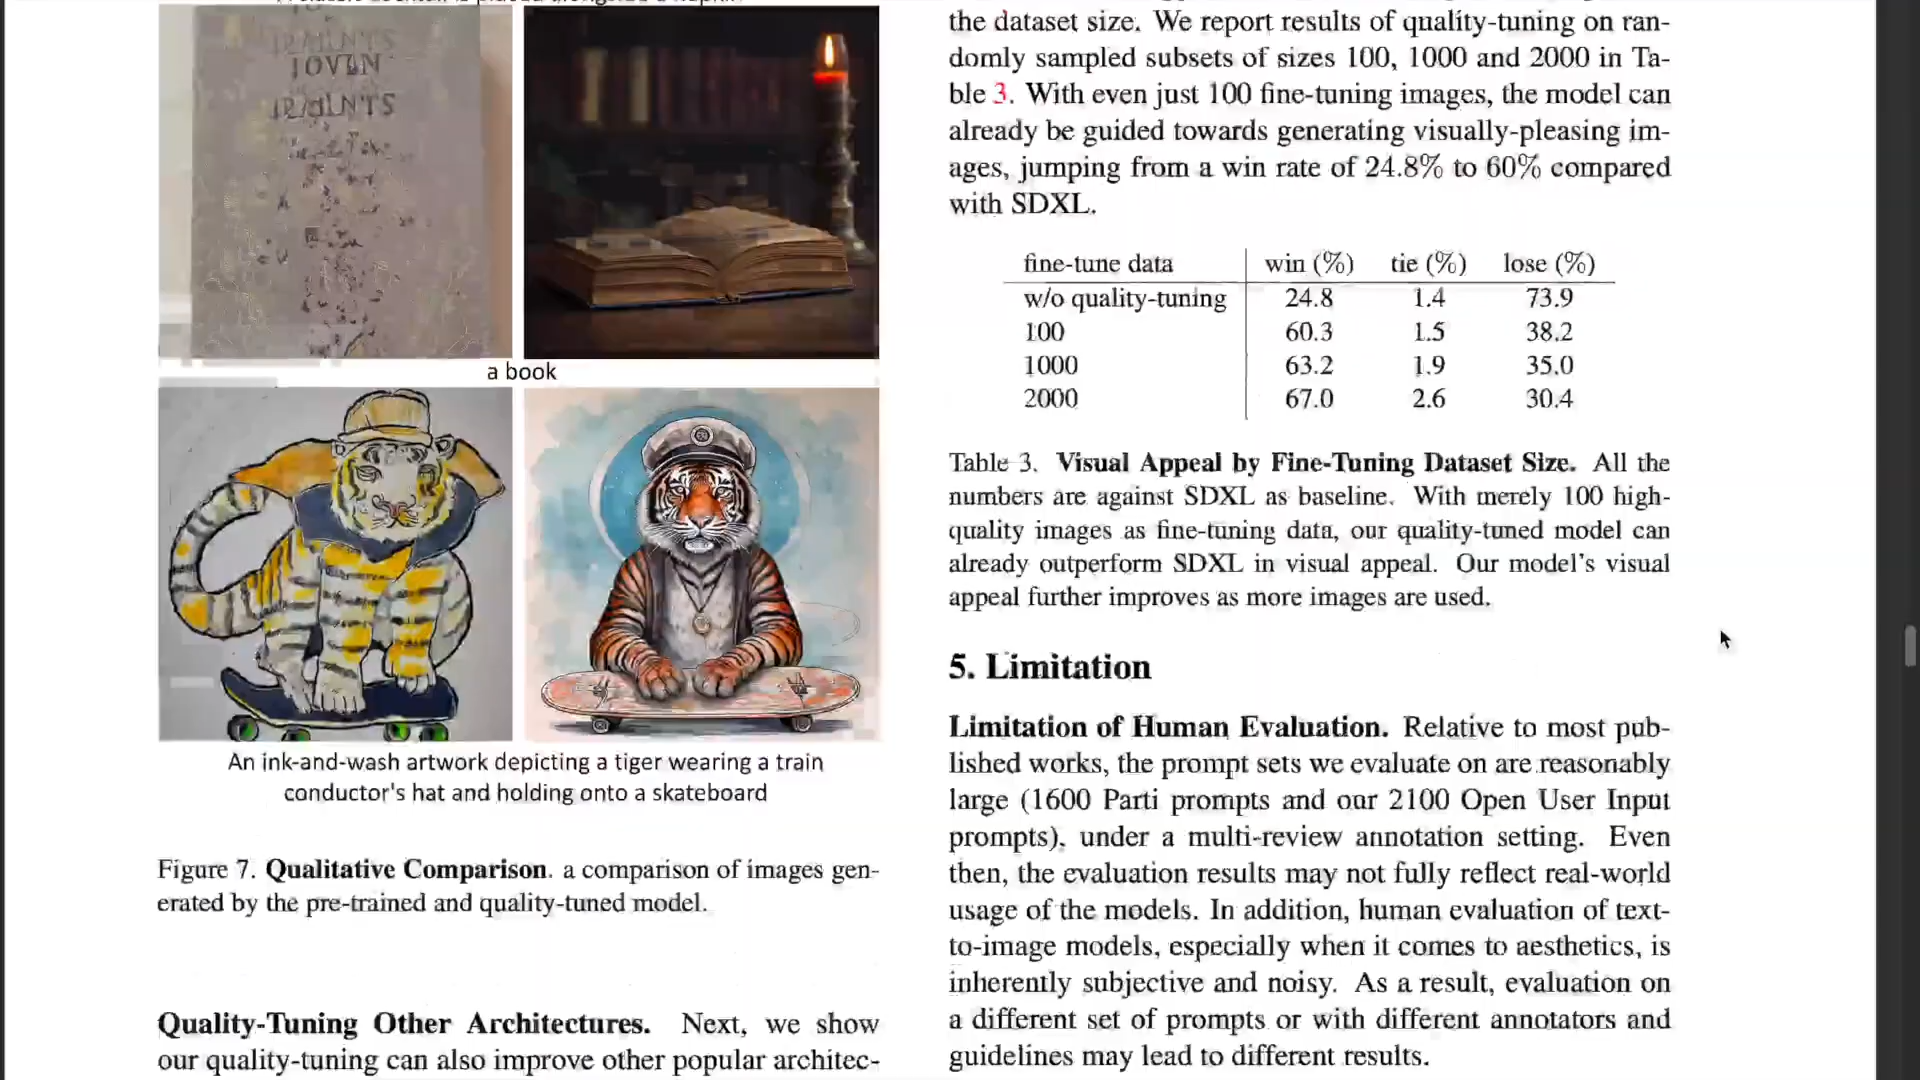 JOVEN
a book
An ink-and-wash artwork depicting a tiger wearing a train
conductor's hat and holding onto a skateboard
Figure 7. Qualitative Comparison. a comparison of images gen-
erated by the pre-trained and quality-tuned model.
Quality-Tuning Other Architectures. Next, we show
our quality-tuning can also improve other popular architec-
the dataset size. We report results of quality-tuning on ran-
domly sampled subsets of sizes 100, 1000 and 2000 in Ta-
ble 3. With even just 100 fine-tuning images, the model can
already be guided towards generating visually-pleasing im-
ages, jumping from a win rate of 24.8% to 60% compared
with SDXL.
fine-tune data win (%) tie (%) lose (%)
w/o quality-tuning 24.8 1.4 73.9
100 60.3 1.5 38.2
1000 63.2 1.9 35.0
2000 67.0 2.6 30.4
Table 3. Visual Appeal by Fine-Tuning Dataset Size. All the
numbers are against SDXL as baseline. With merely 100 high-
quality images as fine-tuning data, our quality-tuned model can
already outperform SDXL in visual appeal. Our model's visual
appeal further improves as more images are used.
5. Limitation
Limitation of Human Evaluation. Relative to most pub-
lished works, the prompt sets we evaluate on are reasonably
large (1600 Parti prompts and our 2100 Open User Input
prompts), under a multi-review annotation setting. Even
then, the evaluation results may not fully reflect real-world
usage of the models. In addition, human evaluation of text-
to-image models, especially when it comes to aesthetics, is
inherently subjective and noisy. As a result, evaluation on
a different set of prompts or with different annotators and
guidelines may lead to different results.